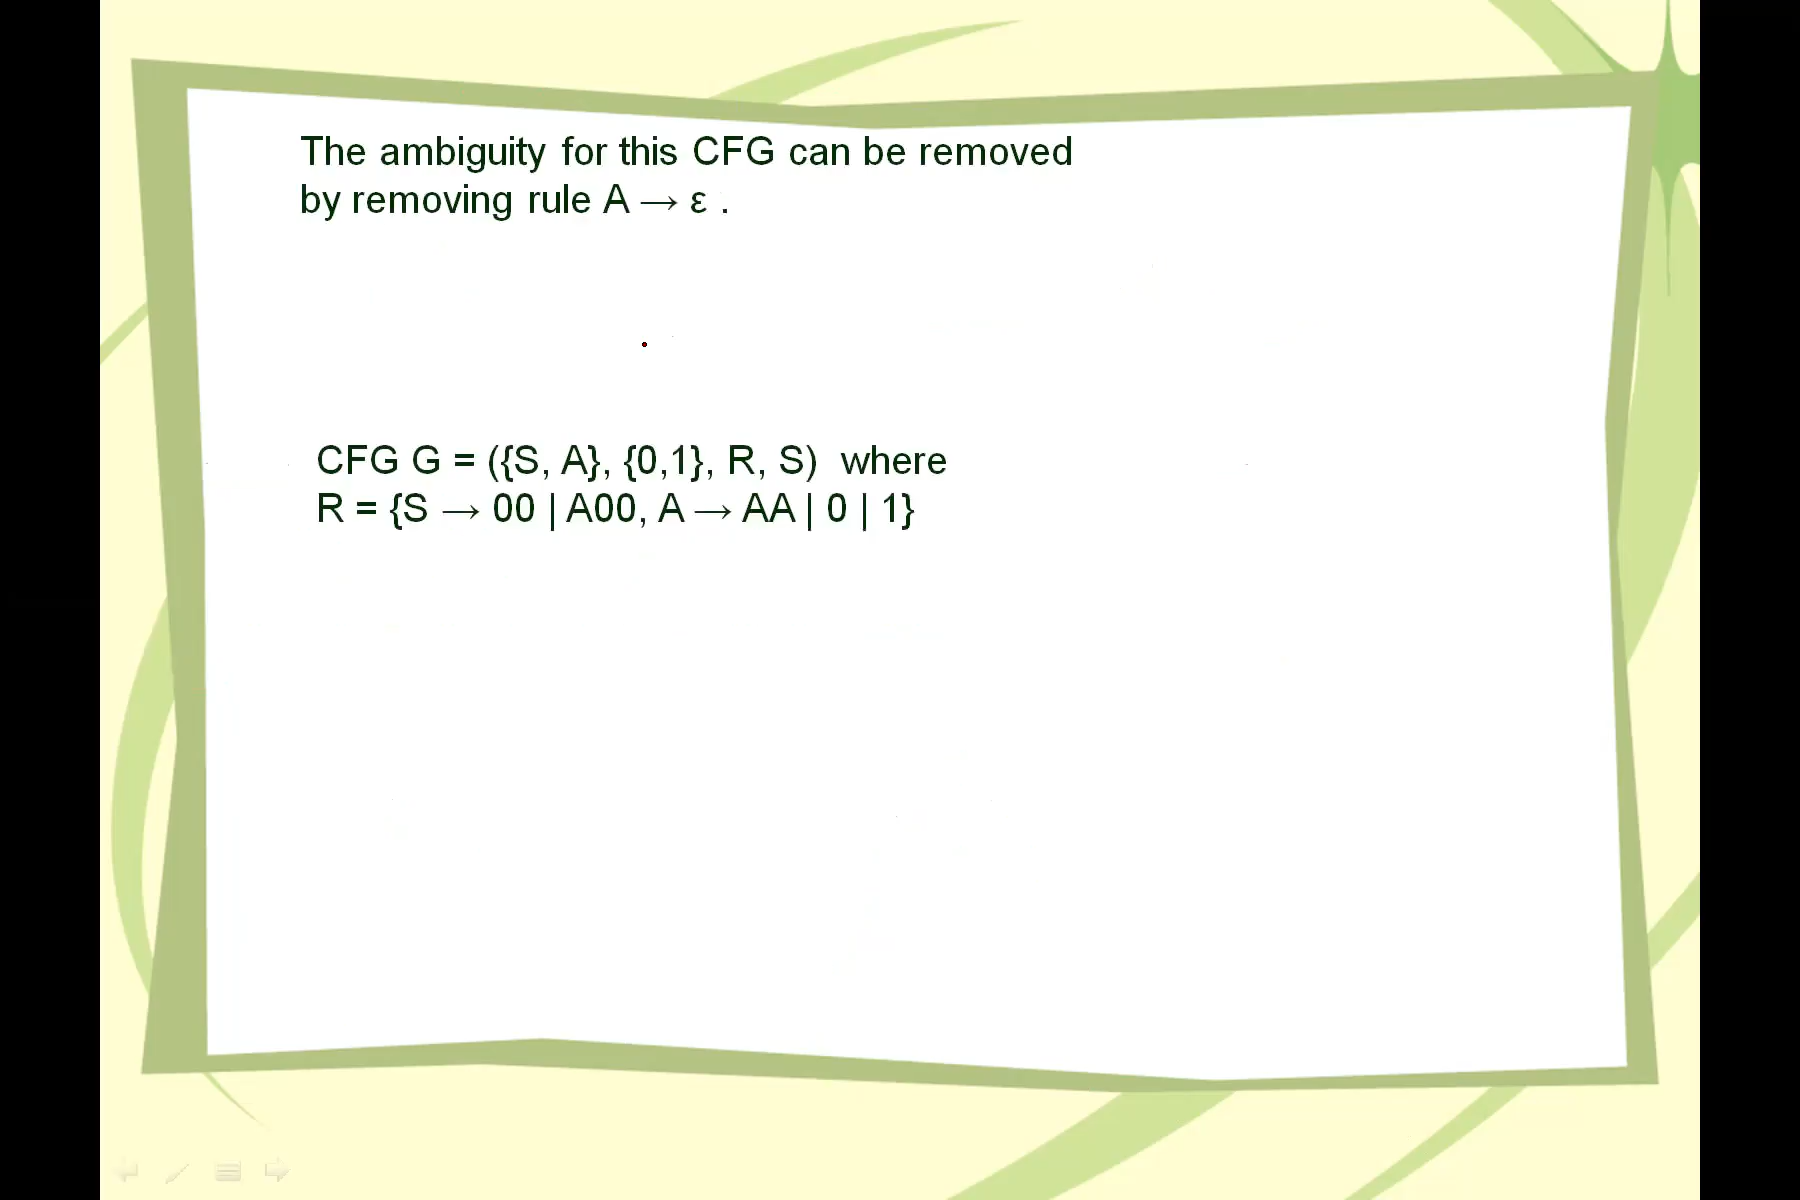 The ambiguity for this CFG can be removed
by removing rule A → ε .
CFG G = ({S, A}, {0,1}, R, S) where
R = {S → 00 | A00, A → AA | 0 | 1}